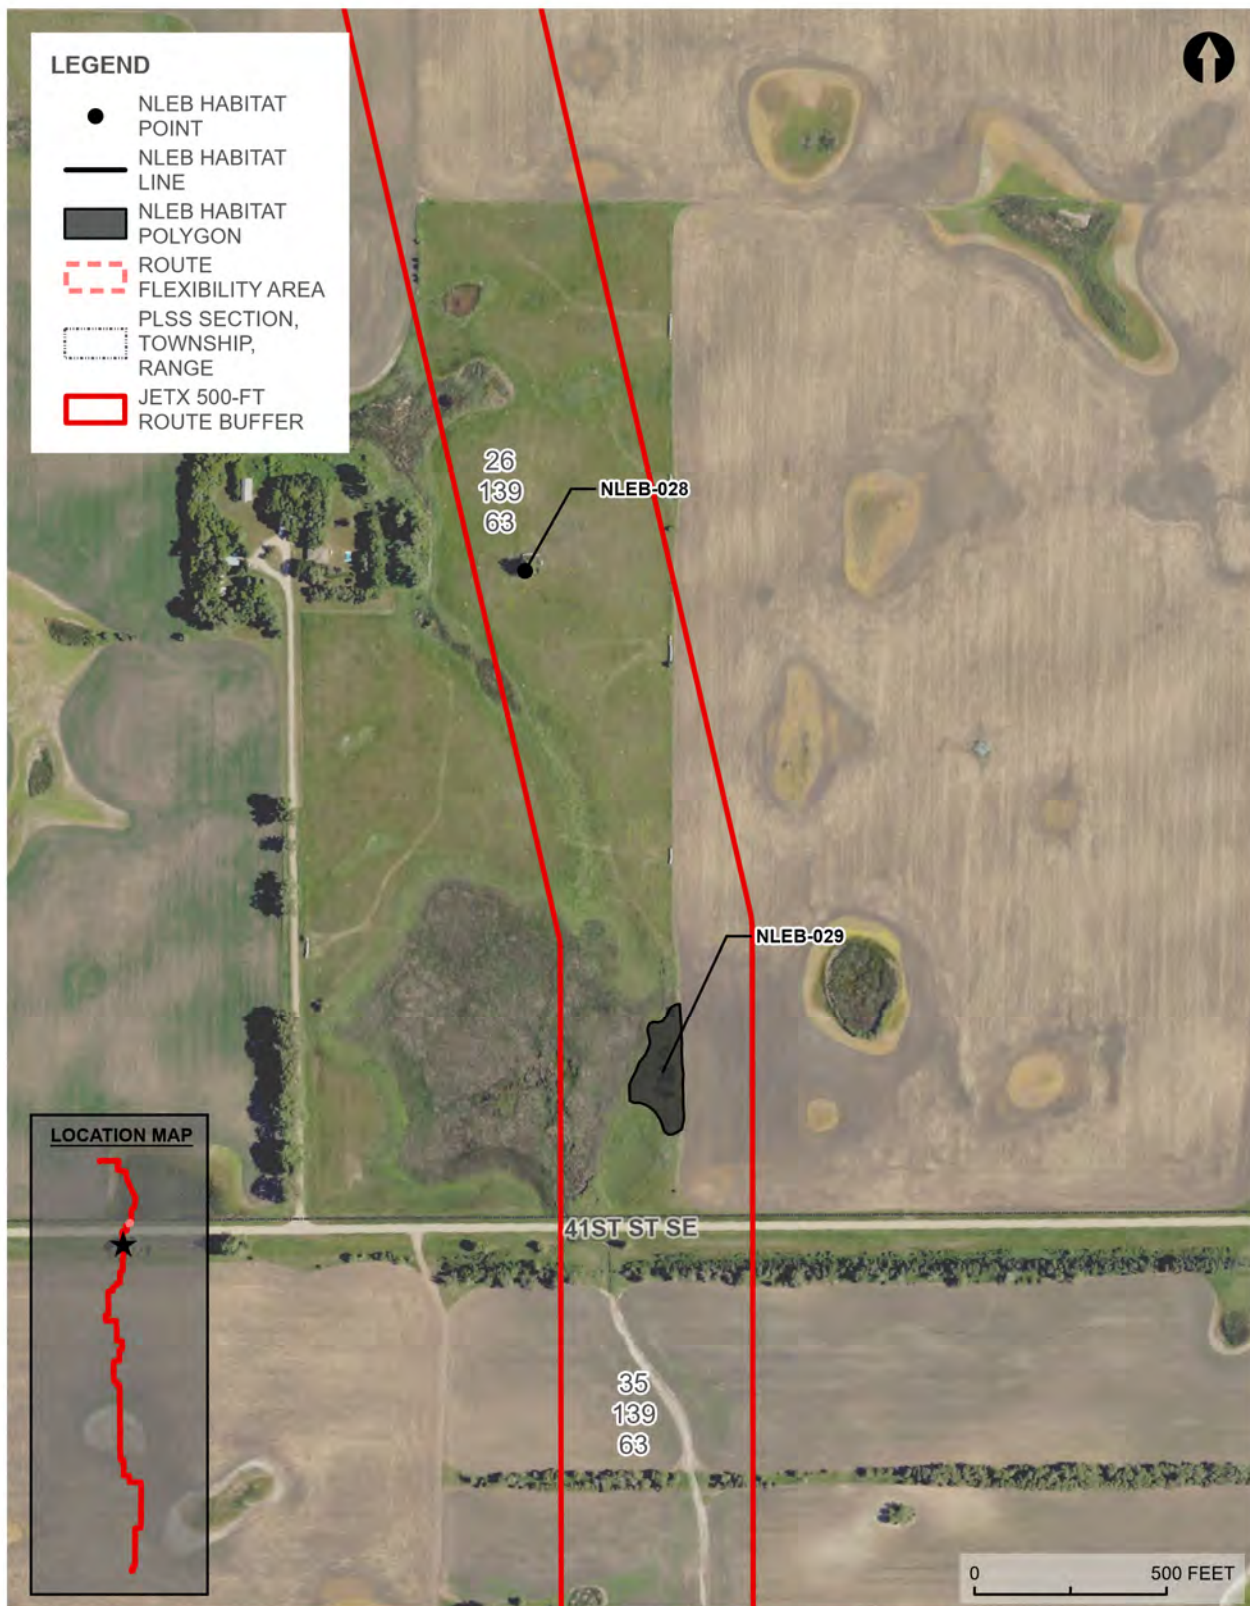 LEGEND
NLEB HABITAT
POINT
NLEB HABITAT
LINE
NLEB HABITAT
POLYGON
ROUTE
FLEXIBILITY AREA
PLSS SECTION,
TOWNSHIP,
RANGE
JETX 500-FT
ROUTE BUFFER
26
139
63
NLEB-028
NLEB-029
LOCATION MAP
41ST ST SE
35
139
63
0 500 FEET